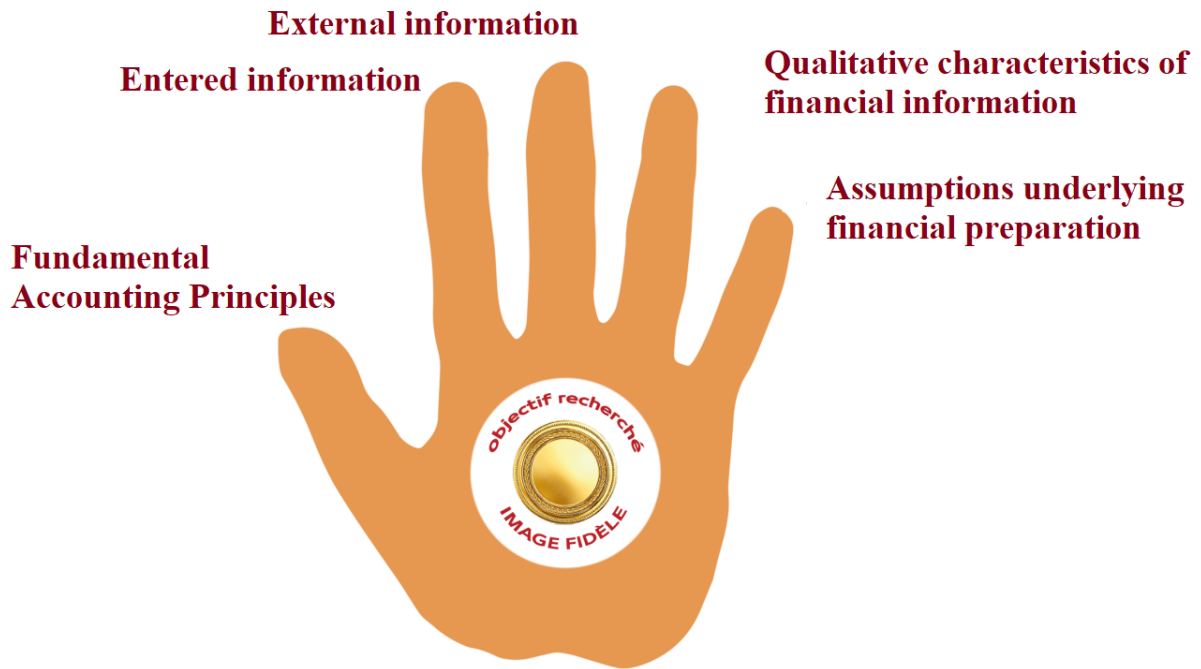 External information
Entered information
Qualitative characteristics of
financial information
Assumptions underlying
financial preparation
Fundamental
Accounting Principles
objectif recherché
IMAGE FIDÈLE